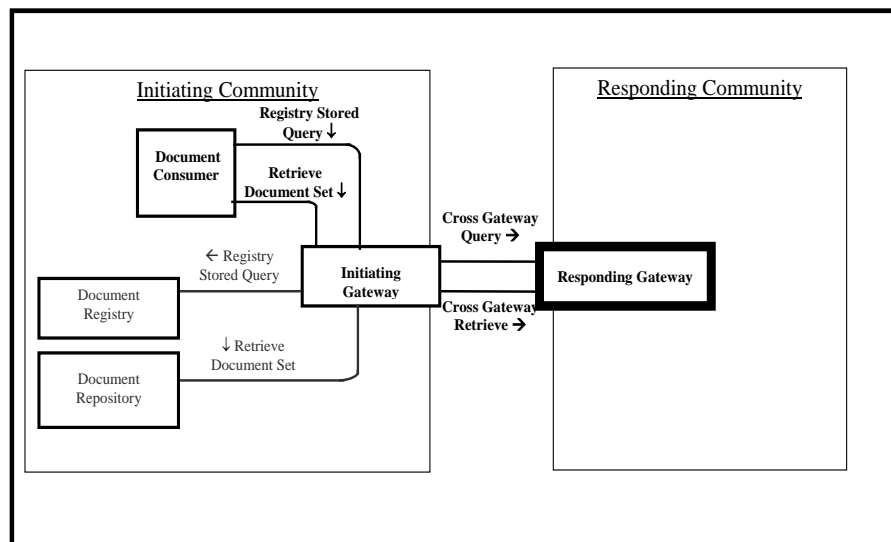 Initiating Community
Responding Community
Registry Stored
Query ↓
Document
Consumer
Retrieve
Document Set ↓
Cross Gateway
Query →
← Registry
Stored Query
Initiating
Gateway
Responding Gateway
Document
Registry
Cross Gateway
Retrieve →
↓ Retrieve
Document Set
Document
Repository